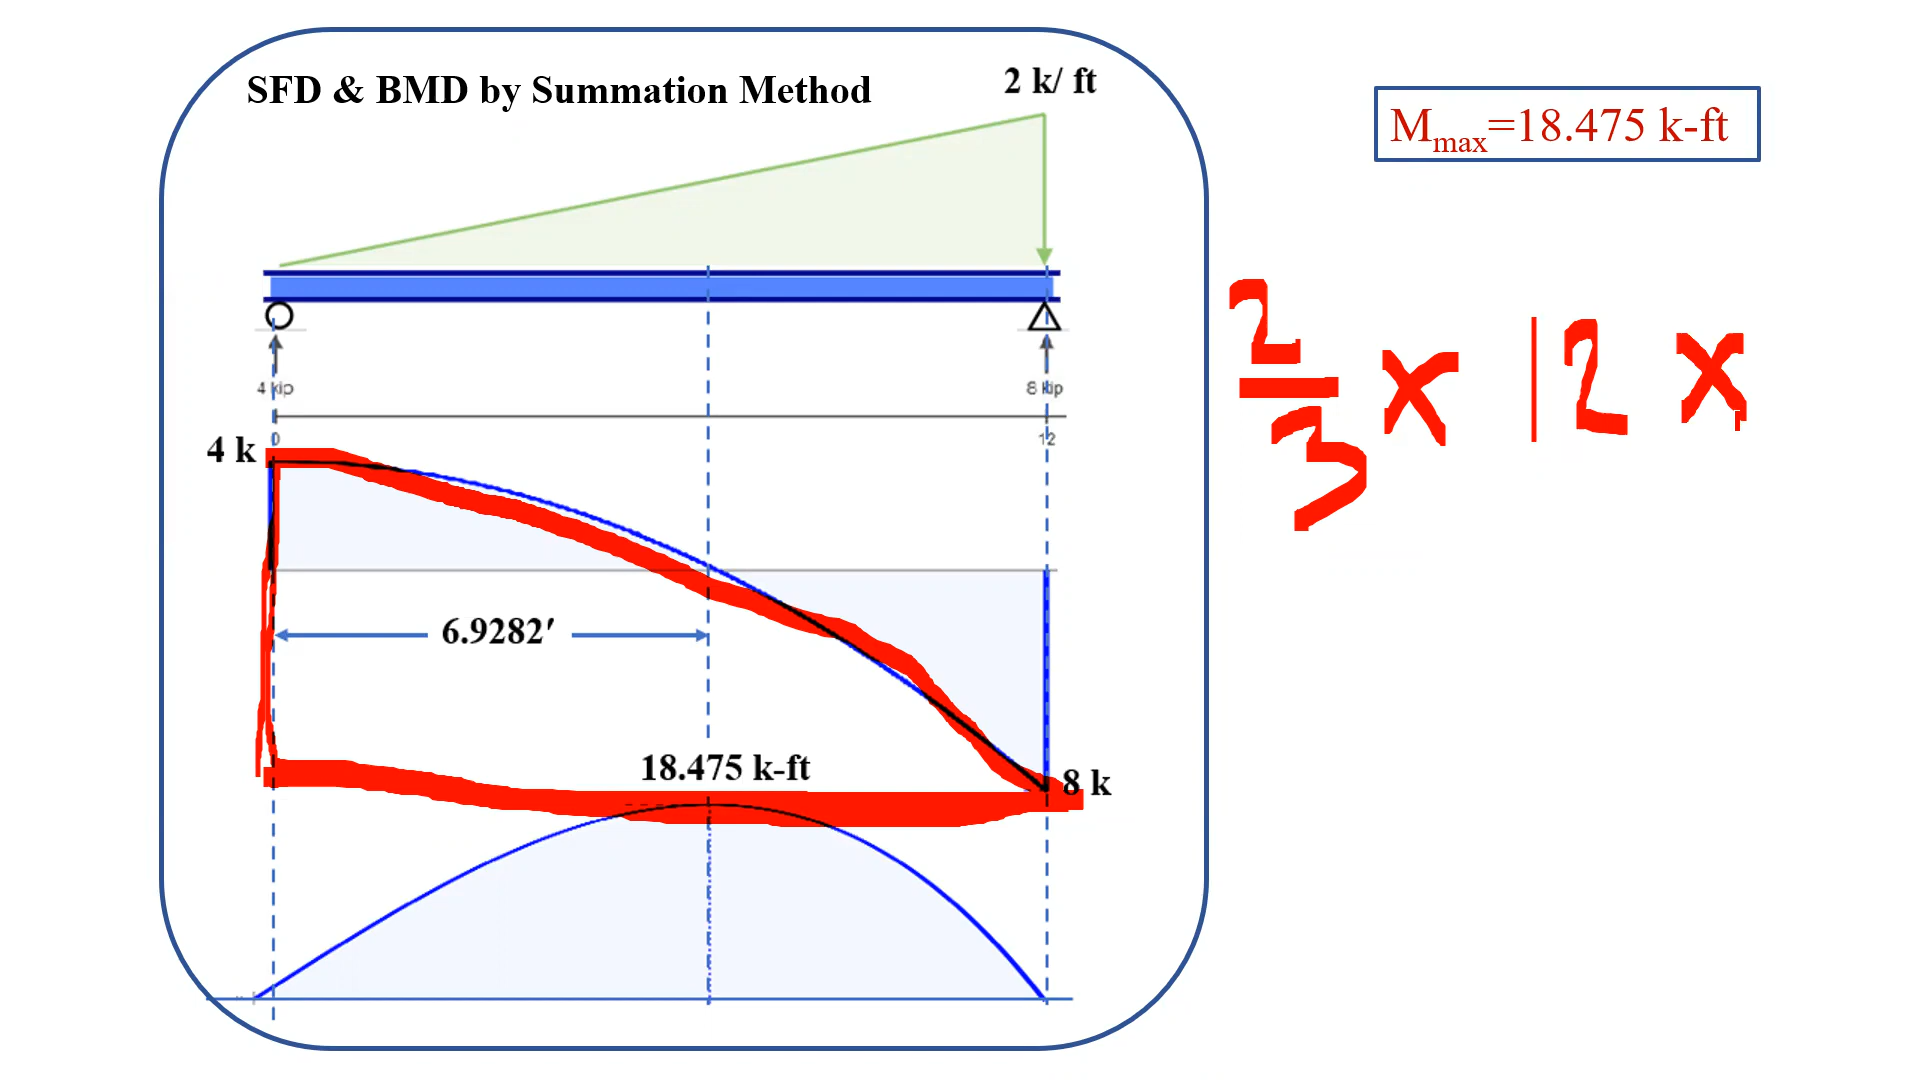 SFD & BMD by Summation Method
2 k/ ft
Mmax=18.475 k-ft
2/3 x 12 x
4 kip
8 kip
0
12
4 k
6.9282′
18.475 k-ft
8 k